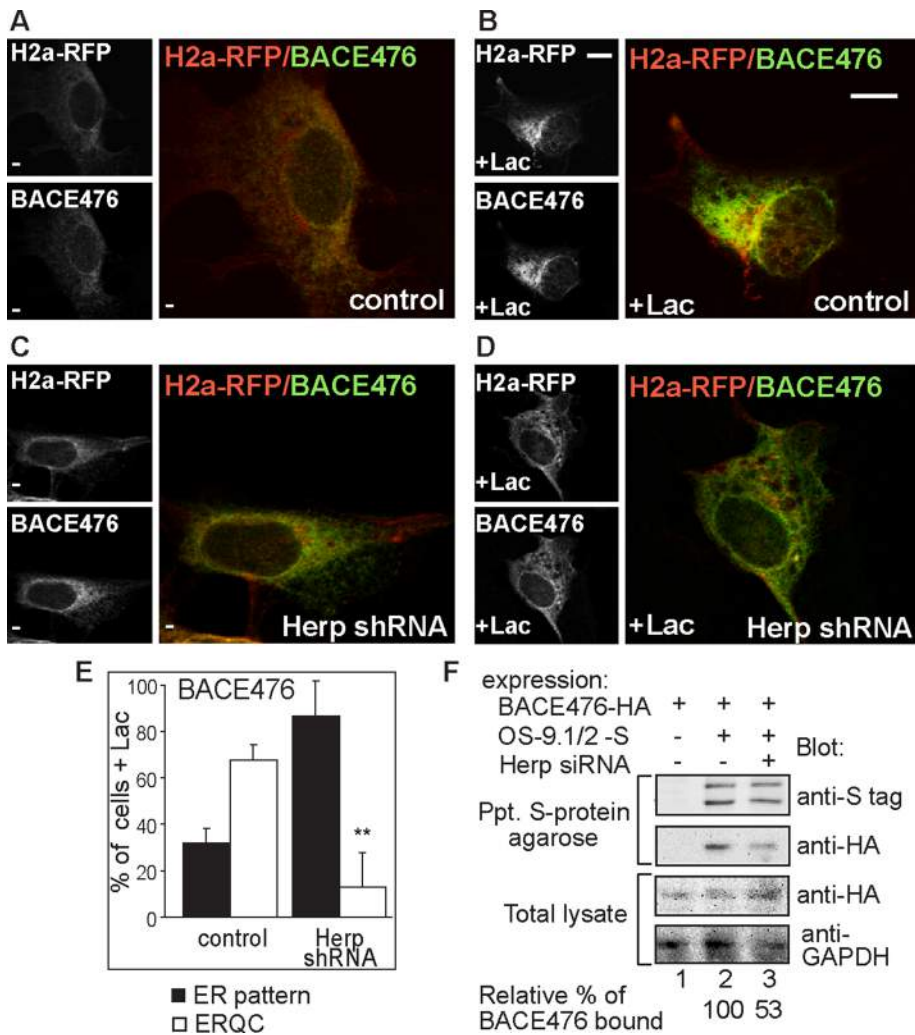 A
H2a-RFP
-
BACE476
-
H2a-RFP/BACE476
-
control
B
H2a-RFP
+Lac
BACE476
+Lac
H2a-RFP/BACE476
+Lac
control
C
H2a-RFP
-
BACE476
-
H2a-RFP/BACE476
-
Herp shRNA
D
H2a-RFP
+Lac
BACE476
+Lac
H2a-RFP/BACE476
+Lac
Herp shRNA
E
BACE476
% of cells + Lac
100
80
60
40
20
0
**
control
Herp
shRNA
ER pattern
ERQC
F
expression:
BACE476-HA + + +
OS-9.1/2 -S - + +
Herp siRNA - - +
Blot:
Ppt. S-protein
agarose
anti-S tag
anti-HA
Total lysate
anti-HA
anti-
GAPDH
1 2 3
Relative % of
BACE476 bound
100 53